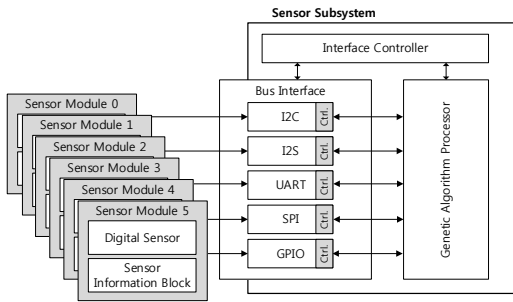 Sensor Subsystem
Interface Controller
Bus Interface
Sensor Module 0
Sensor Module 1
Sensor Module 2
Sensor Module 3
Sensor Module 4
Sensor Module 5
Digital Sensor
Sensor
Information Block
I2C
Ctrl.
I2S
Ctrl.
UART
Ctrl.
SPI
Ctrl.
GPIO
Ctrl.
Genetic Algorithm Processor